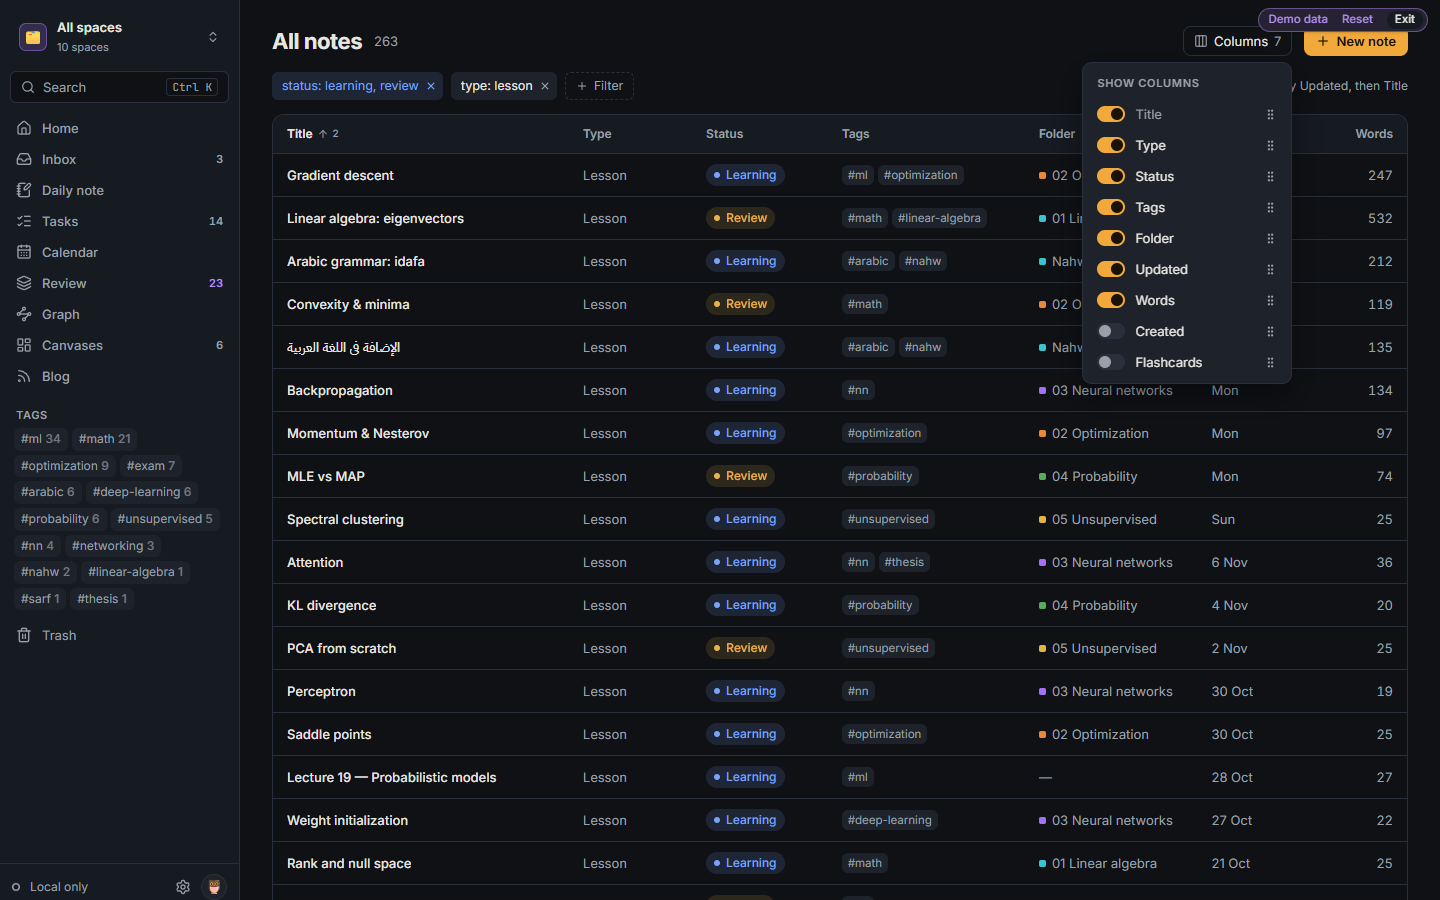 All spaces
10 spaces
Search Ctrl K
Home
Inbox 3
Daily note
Tasks 14
Calendar
Review 23
Graph
Canvases 6
Blog
TAGS
#ml 34 #math 21
#optimization 9 #exam 7
#arabic 6 #deep-learning 6
#probability 6 #unsupervised 5
#nn 4 #networking 3
#nahw 2 #linear-algebra 1
#sarf 1 #thesis 1
Trash
Local only
Demo data Reset Exit
All notes 263
Columns 7 + New note
status: learning, review × type: lesson × + Filter
Updated, then Title
Title ↑ 2 Type Status Tags Folder Words
Gradient descent Lesson Learning #ml #optimization 02 O 247
Linear algebra: eigenvectors Lesson Review #math #linear-algebra 01 Li 532
Arabic grammar: idafa Lesson Learning #arabic #nahw Nahw 212
Convexity & minima Lesson Review #math 02 O 119
الإضافة في اللغة العربية Lesson Learning #arabic #nahw Nahw 135
Backpropagation Lesson Learning #nn 03 Neural networks Mon 134
Momentum & Nesterov Lesson Learning #optimization 02 Optimization Mon 97
MLE vs MAP Lesson Review #probability 04 Probability Mon 74
Spectral clustering Lesson Learning #unsupervised 05 Unsupervised Sun 25
Attention Lesson Learning #nn #thesis 03 Neural networks 6 Nov 36
KL divergence Lesson Learning #probability 04 Probability 4 Nov 20
PCA from scratch Lesson Review #unsupervised 05 Unsupervised 2 Nov 25
Perceptron Lesson Learning #nn 03 Neural networks 30 Oct 19
Saddle points Lesson Learning #optimization 02 Optimization 30 Oct 25
Lecture 19 — Probabilistic models Lesson Learning #ml — 28 Oct 27
Weight initialization Lesson Learning #deep-learning 03 Neural networks 27 Oct 22
Rank and null space Lesson Learning #math 01 Linear algebra 21 Oct 25
SHOW COLUMNS
Title
Type
Status
Tags
Folder
Updated
Words
Created
Flashcards